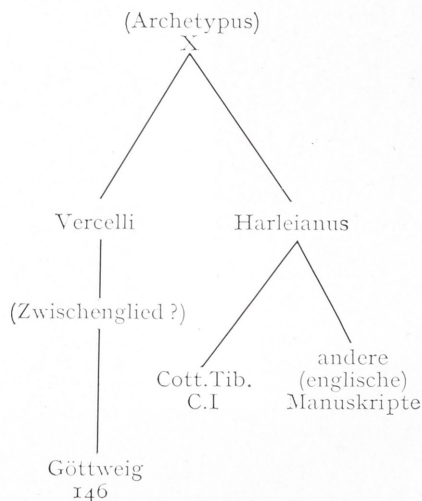 (Archetypus)
X
Vercelli
Harleianus
(Zwischenglied ?)
Cott. Tib.
C. I
andere
(englische)
Manuskripte
Göttweig
146